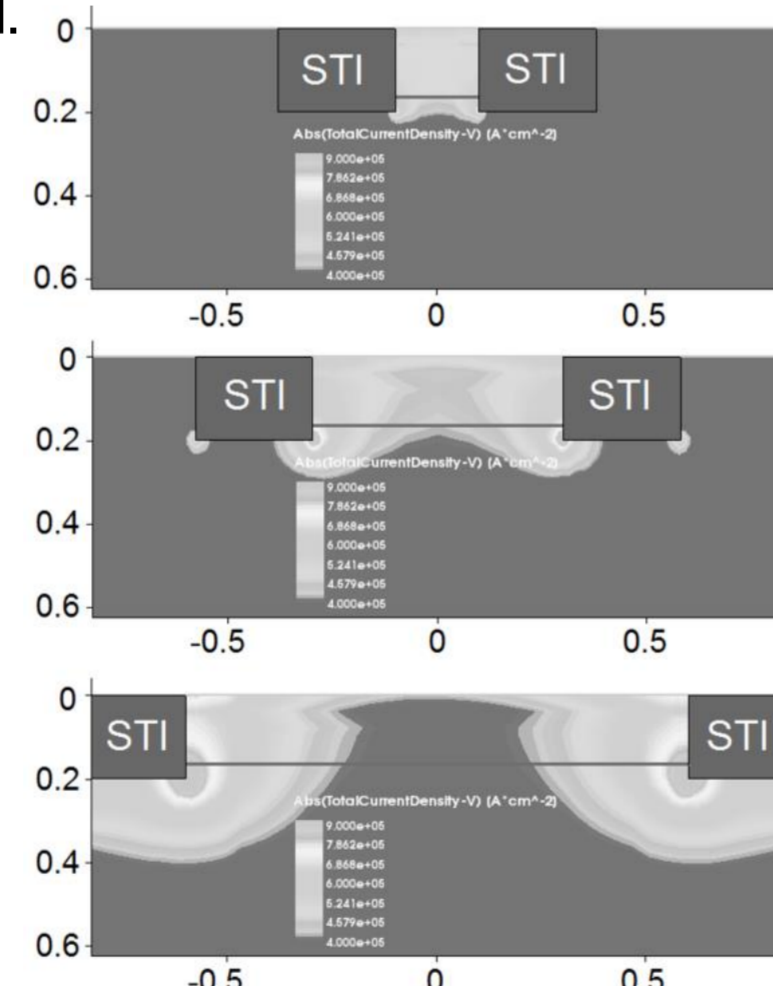 0
STI STI
0.2
Abs(TotalCurrentDensity-V) (A*cm^-2)
9.000e+05
7.862e+05
0.4
6.868e+05
6.000e+05
5.241e+05
4.579e+05
0.6
4.000e+05
-0.5 0 0.5
0
STI STI
0.2
Abs(TotalCurrentDensity-V) (A*cm^-2)
9.000e+05
7.862e+05
0.4
6.868e+05
6.000e+05
5.241e+05
4.579e+05
0.6
4.000e+05
-0.5 0 0.5
0
STI STI
0.2
Abs(TotalCurrentDensity-V) (A*cm^-2)
9.000e+05
7.862e+05
0.4
6.868e+05
6.000e+05
5.241e+05
4.579e+05
0.6
4.000e+05
-0.5 0 0.5